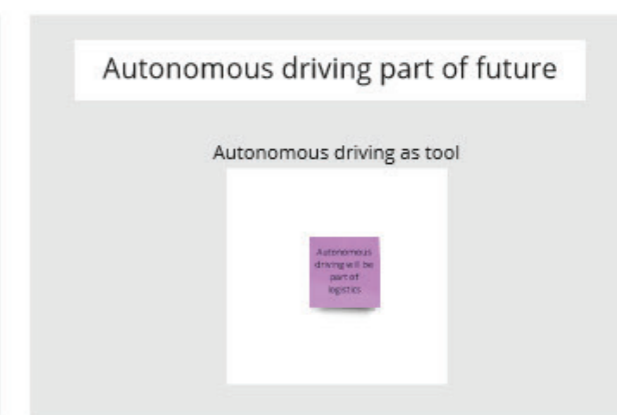 Autonomous driving part of future
Autonomous driving as tool
Autonomous
driving will be
part of
logistics